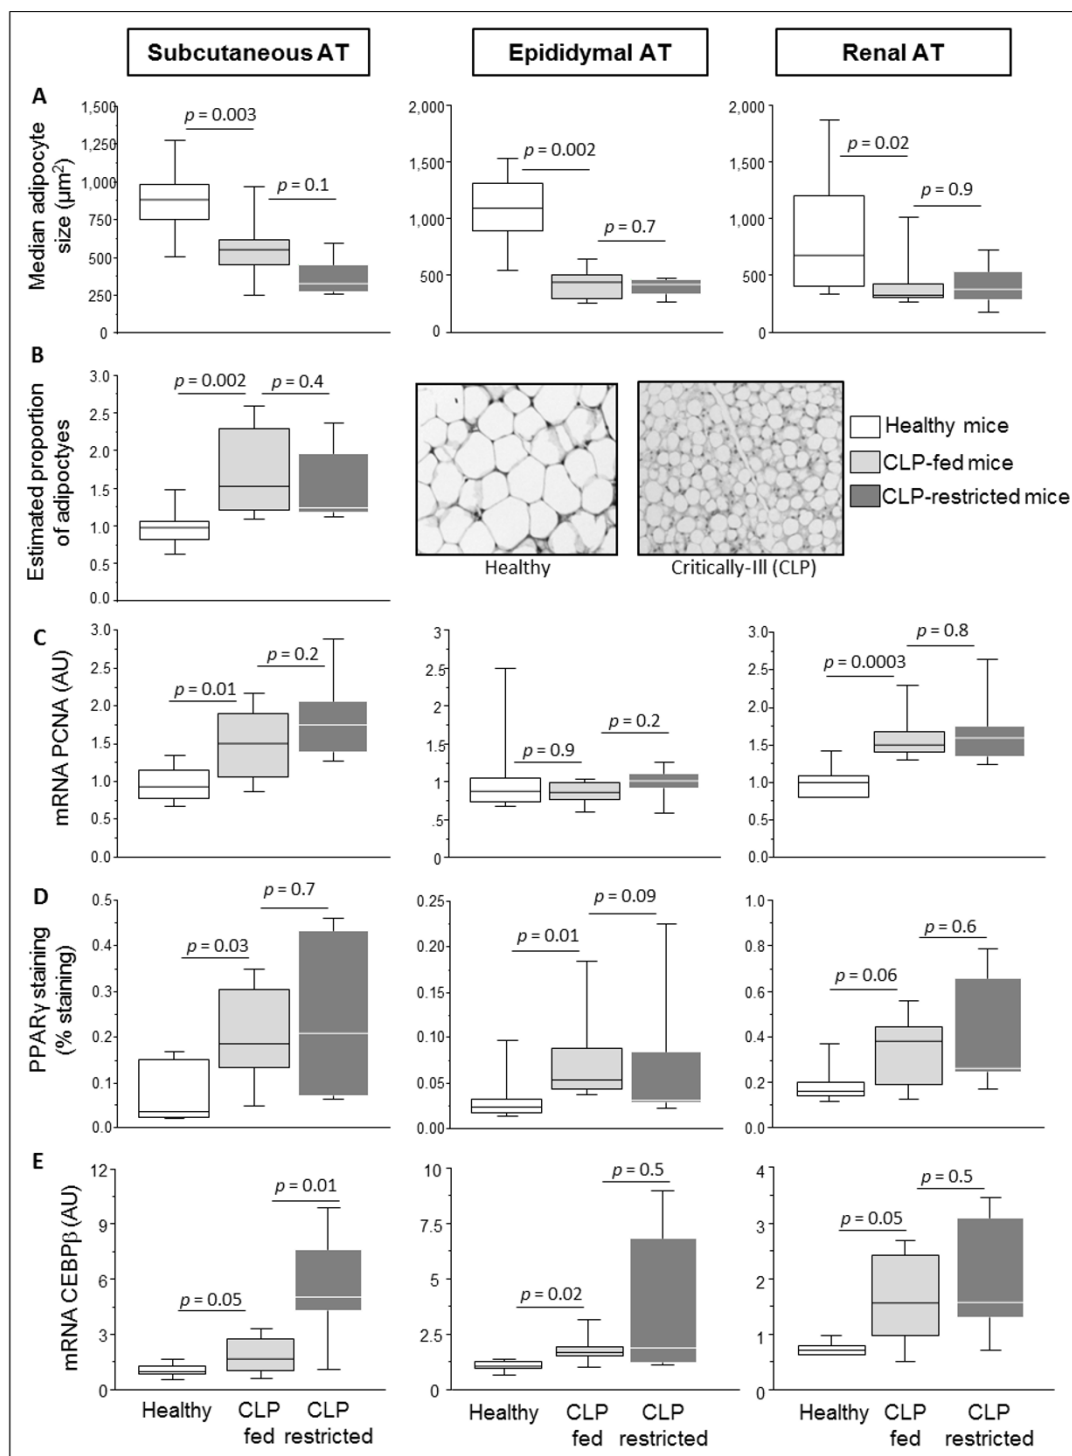 Subcutaneous AT
Epididymal AT
Renal AT
A
Median adipocyte
size (µm²)
1,500
1,250
1,000
750
500
250
0
p = 0.003
p = 0.1
2,000
1,500
1,000
500
0
p = 0.002
p = 0.7
2,000
1,500
1,000
500
0
p = 0.02
p = 0.9
B
Estimated proportion
of adipoctyes
3.0
2.5
2.0
1.5
1.0
0.5
0.0
p = 0.002
p = 0.4
Healthy
Critically-Ill (CLP)
Healthy mice
CLP-fed mice
CLP-restricted mice
C
mRNA PCNA (AU)
3.0
2.5
2.0
1.5
1.0
0.5
0.0
p = 0.01
p = 0.2
3
2.5
2
1.5
1
.5
0
p = 0.9
p = 0.2
3.0
2.5
2.0
1.5
1.0
0.5
0.0
p = 0.0003
p = 0.8
D
PPARγ staining
(% staining)
0.5
0.4
0.3
0.2
0.1
0.0
p = 0.03
p = 0.7
0.25
0.20
0.15
0.10
0.05
0.00
p = 0.01
p = 0.09
1.0
0.8
0.6
0.4
0.2
0.0
p = 0.06
p = 0.6
E
mRNA CEBPβ (AU)
12
9
6
3
0
p = 0.05
p = 0.01
10
7.5
5
2.5
0
p = 0.02
p = 0.5
4
3
2
1
0
p = 0.05
p = 0.5
Healthy
CLP
fed
CLP
restricted
Healthy
CLP
fed
CLP
restricted
Healthy
CLP
fed
CLP
restricted